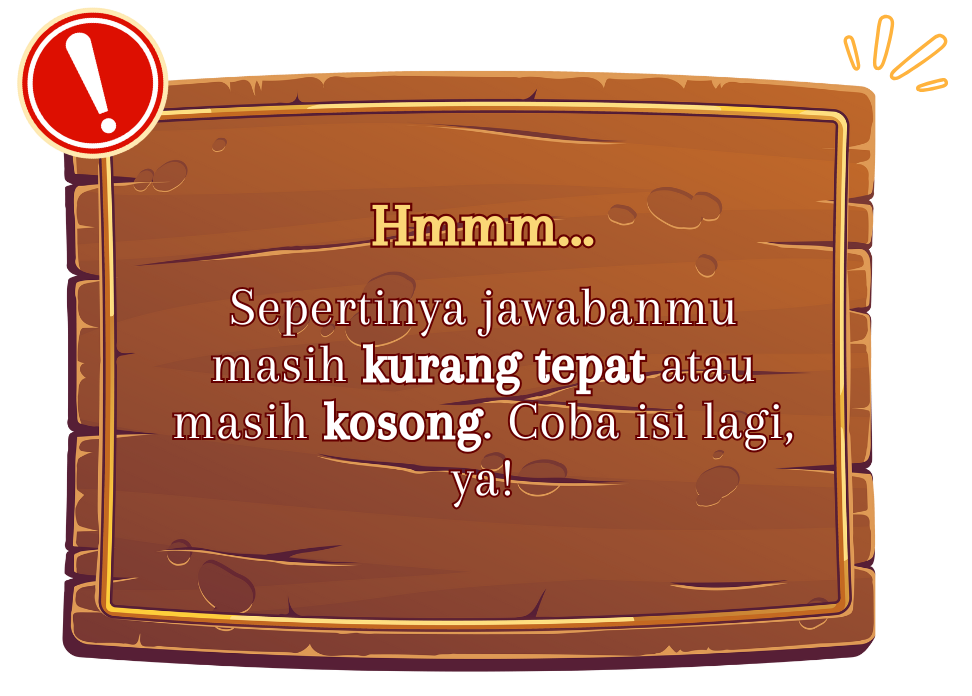 Hmmm...
Sepertinya jawabanmu
masih kurang tepat atau
masih kosong. Coba isi lagi,
ya!